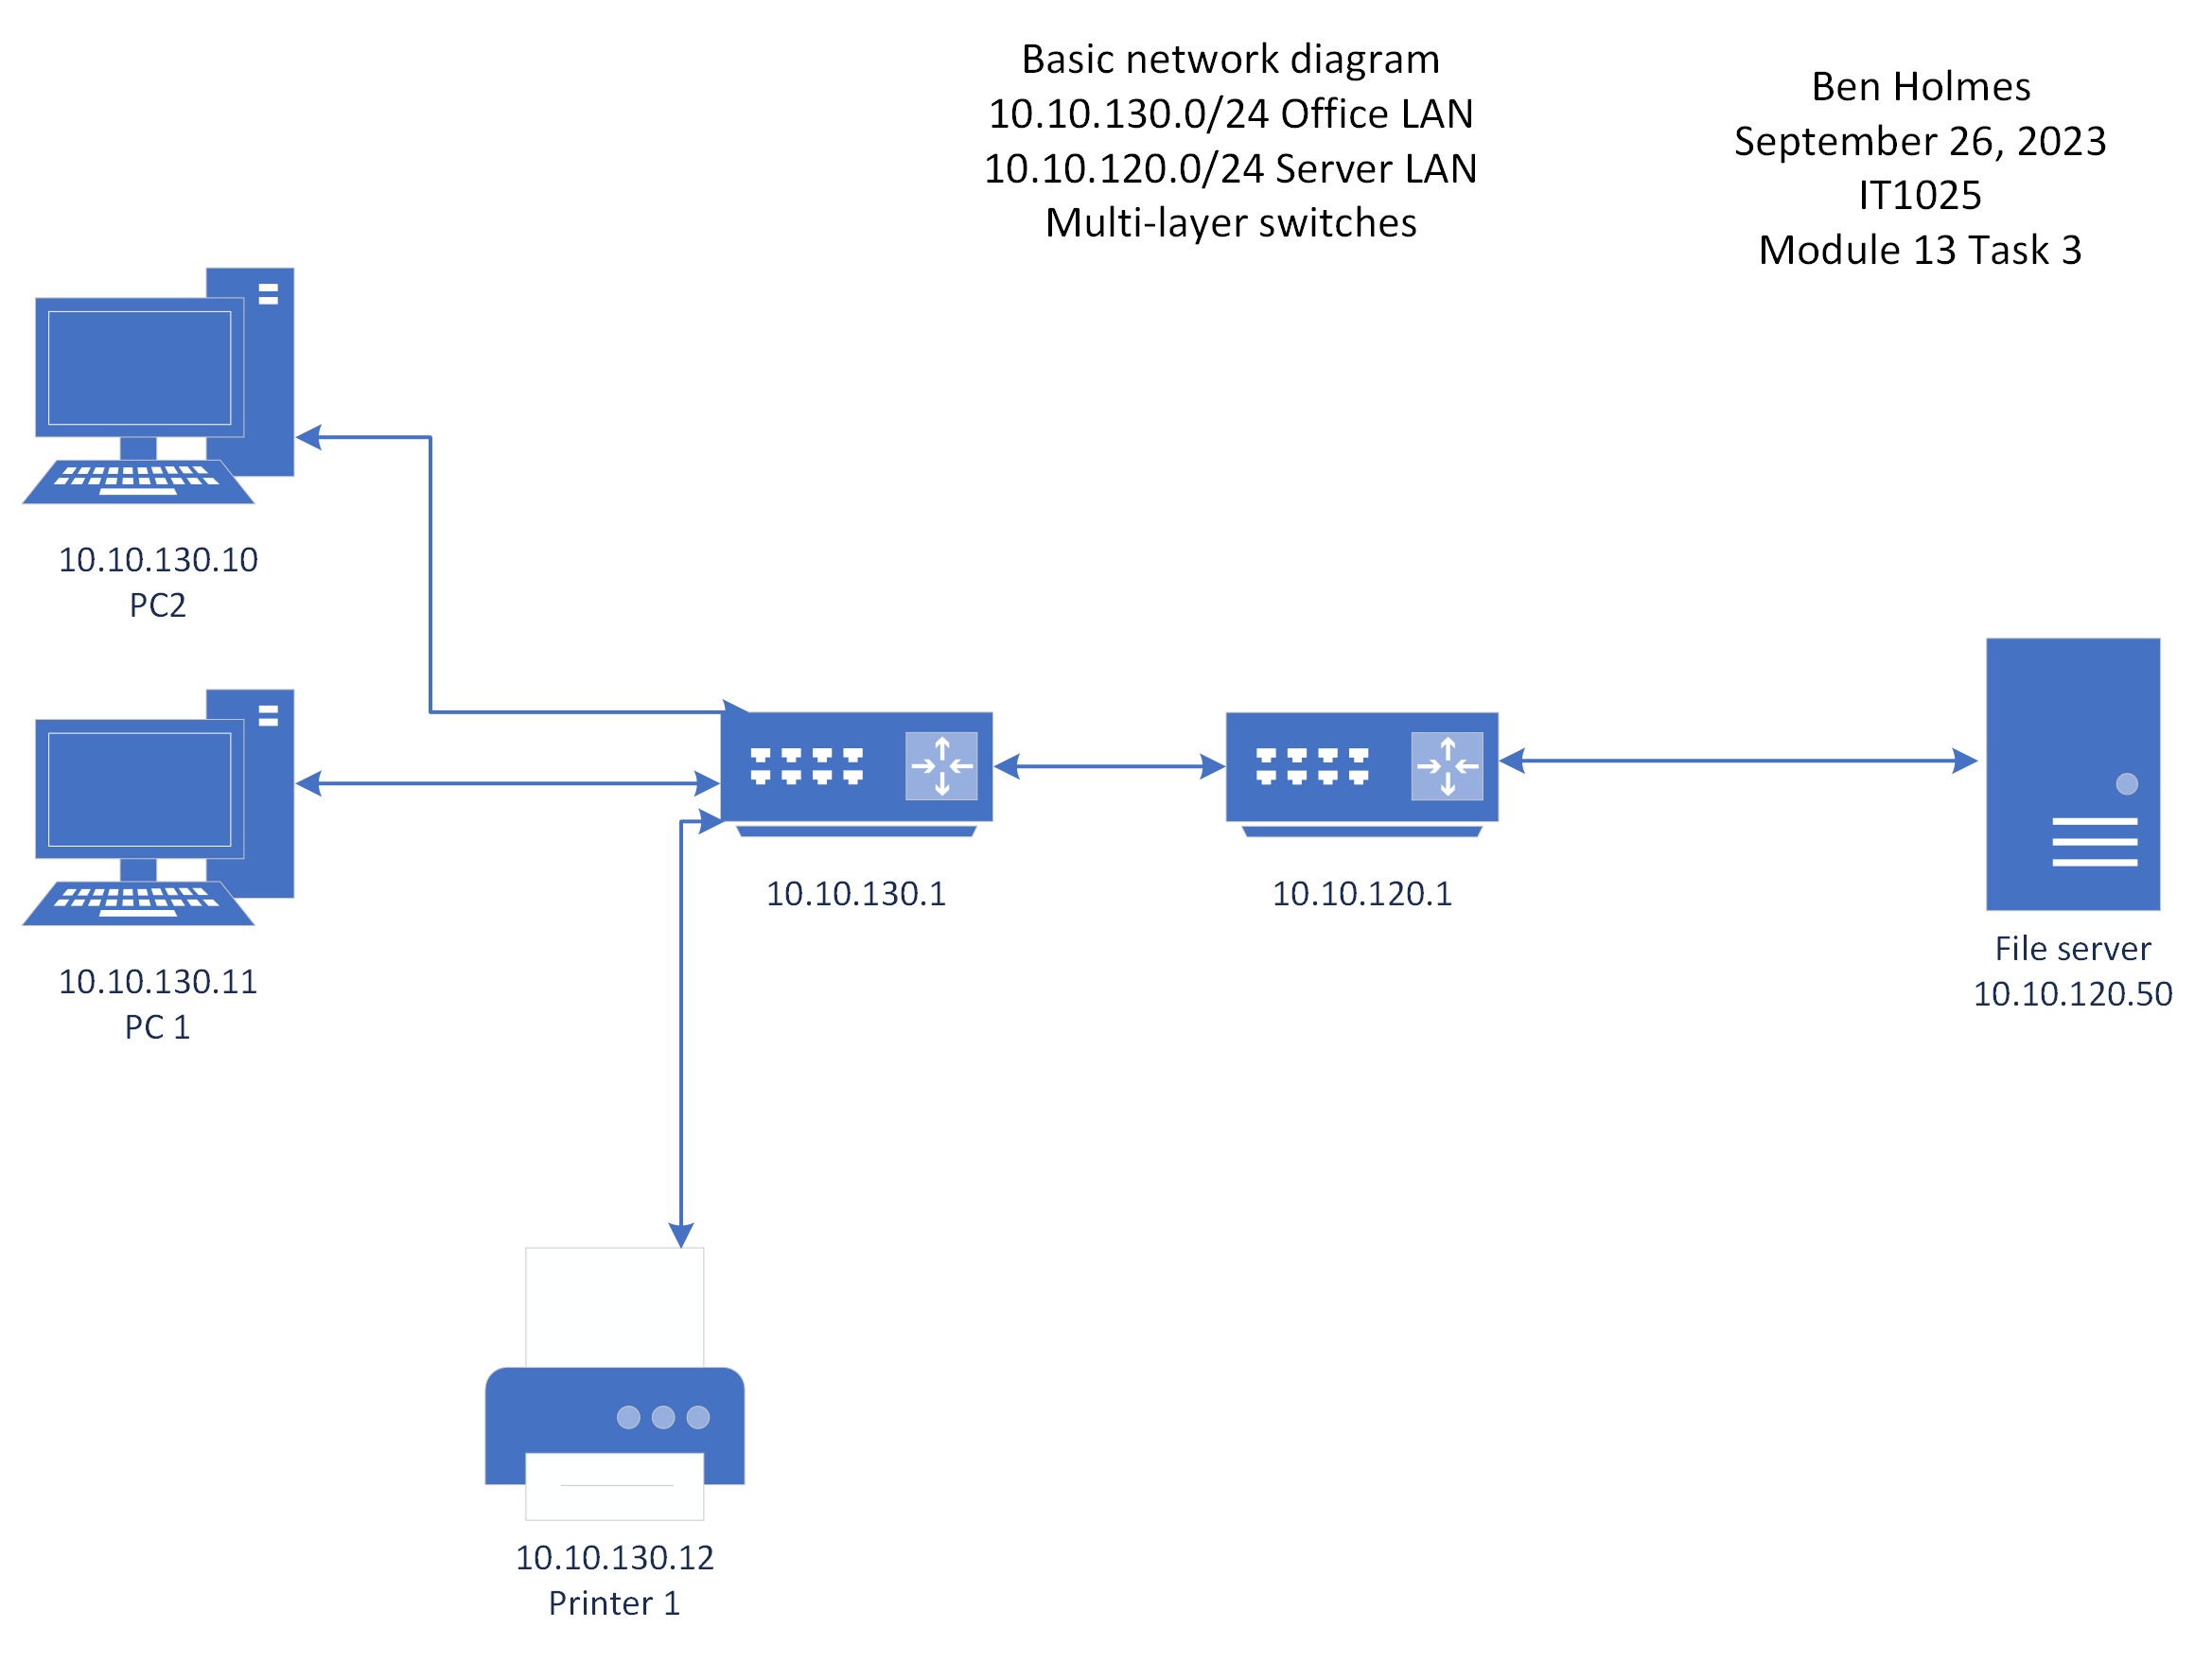 Basic network diagram
10.10.130.0/24 Office LAN
10.10.120.0/24 Server LAN
Multi-layer switches
Ben Holmes
September 26, 2023
IT1025
Module 13 Task 3
10.10.130.10
PC2
10.10.130.11
PC 1
10.10.130.1
10.10.120.1
File server
10.10.120.50
10.10.130.12
Printer 1